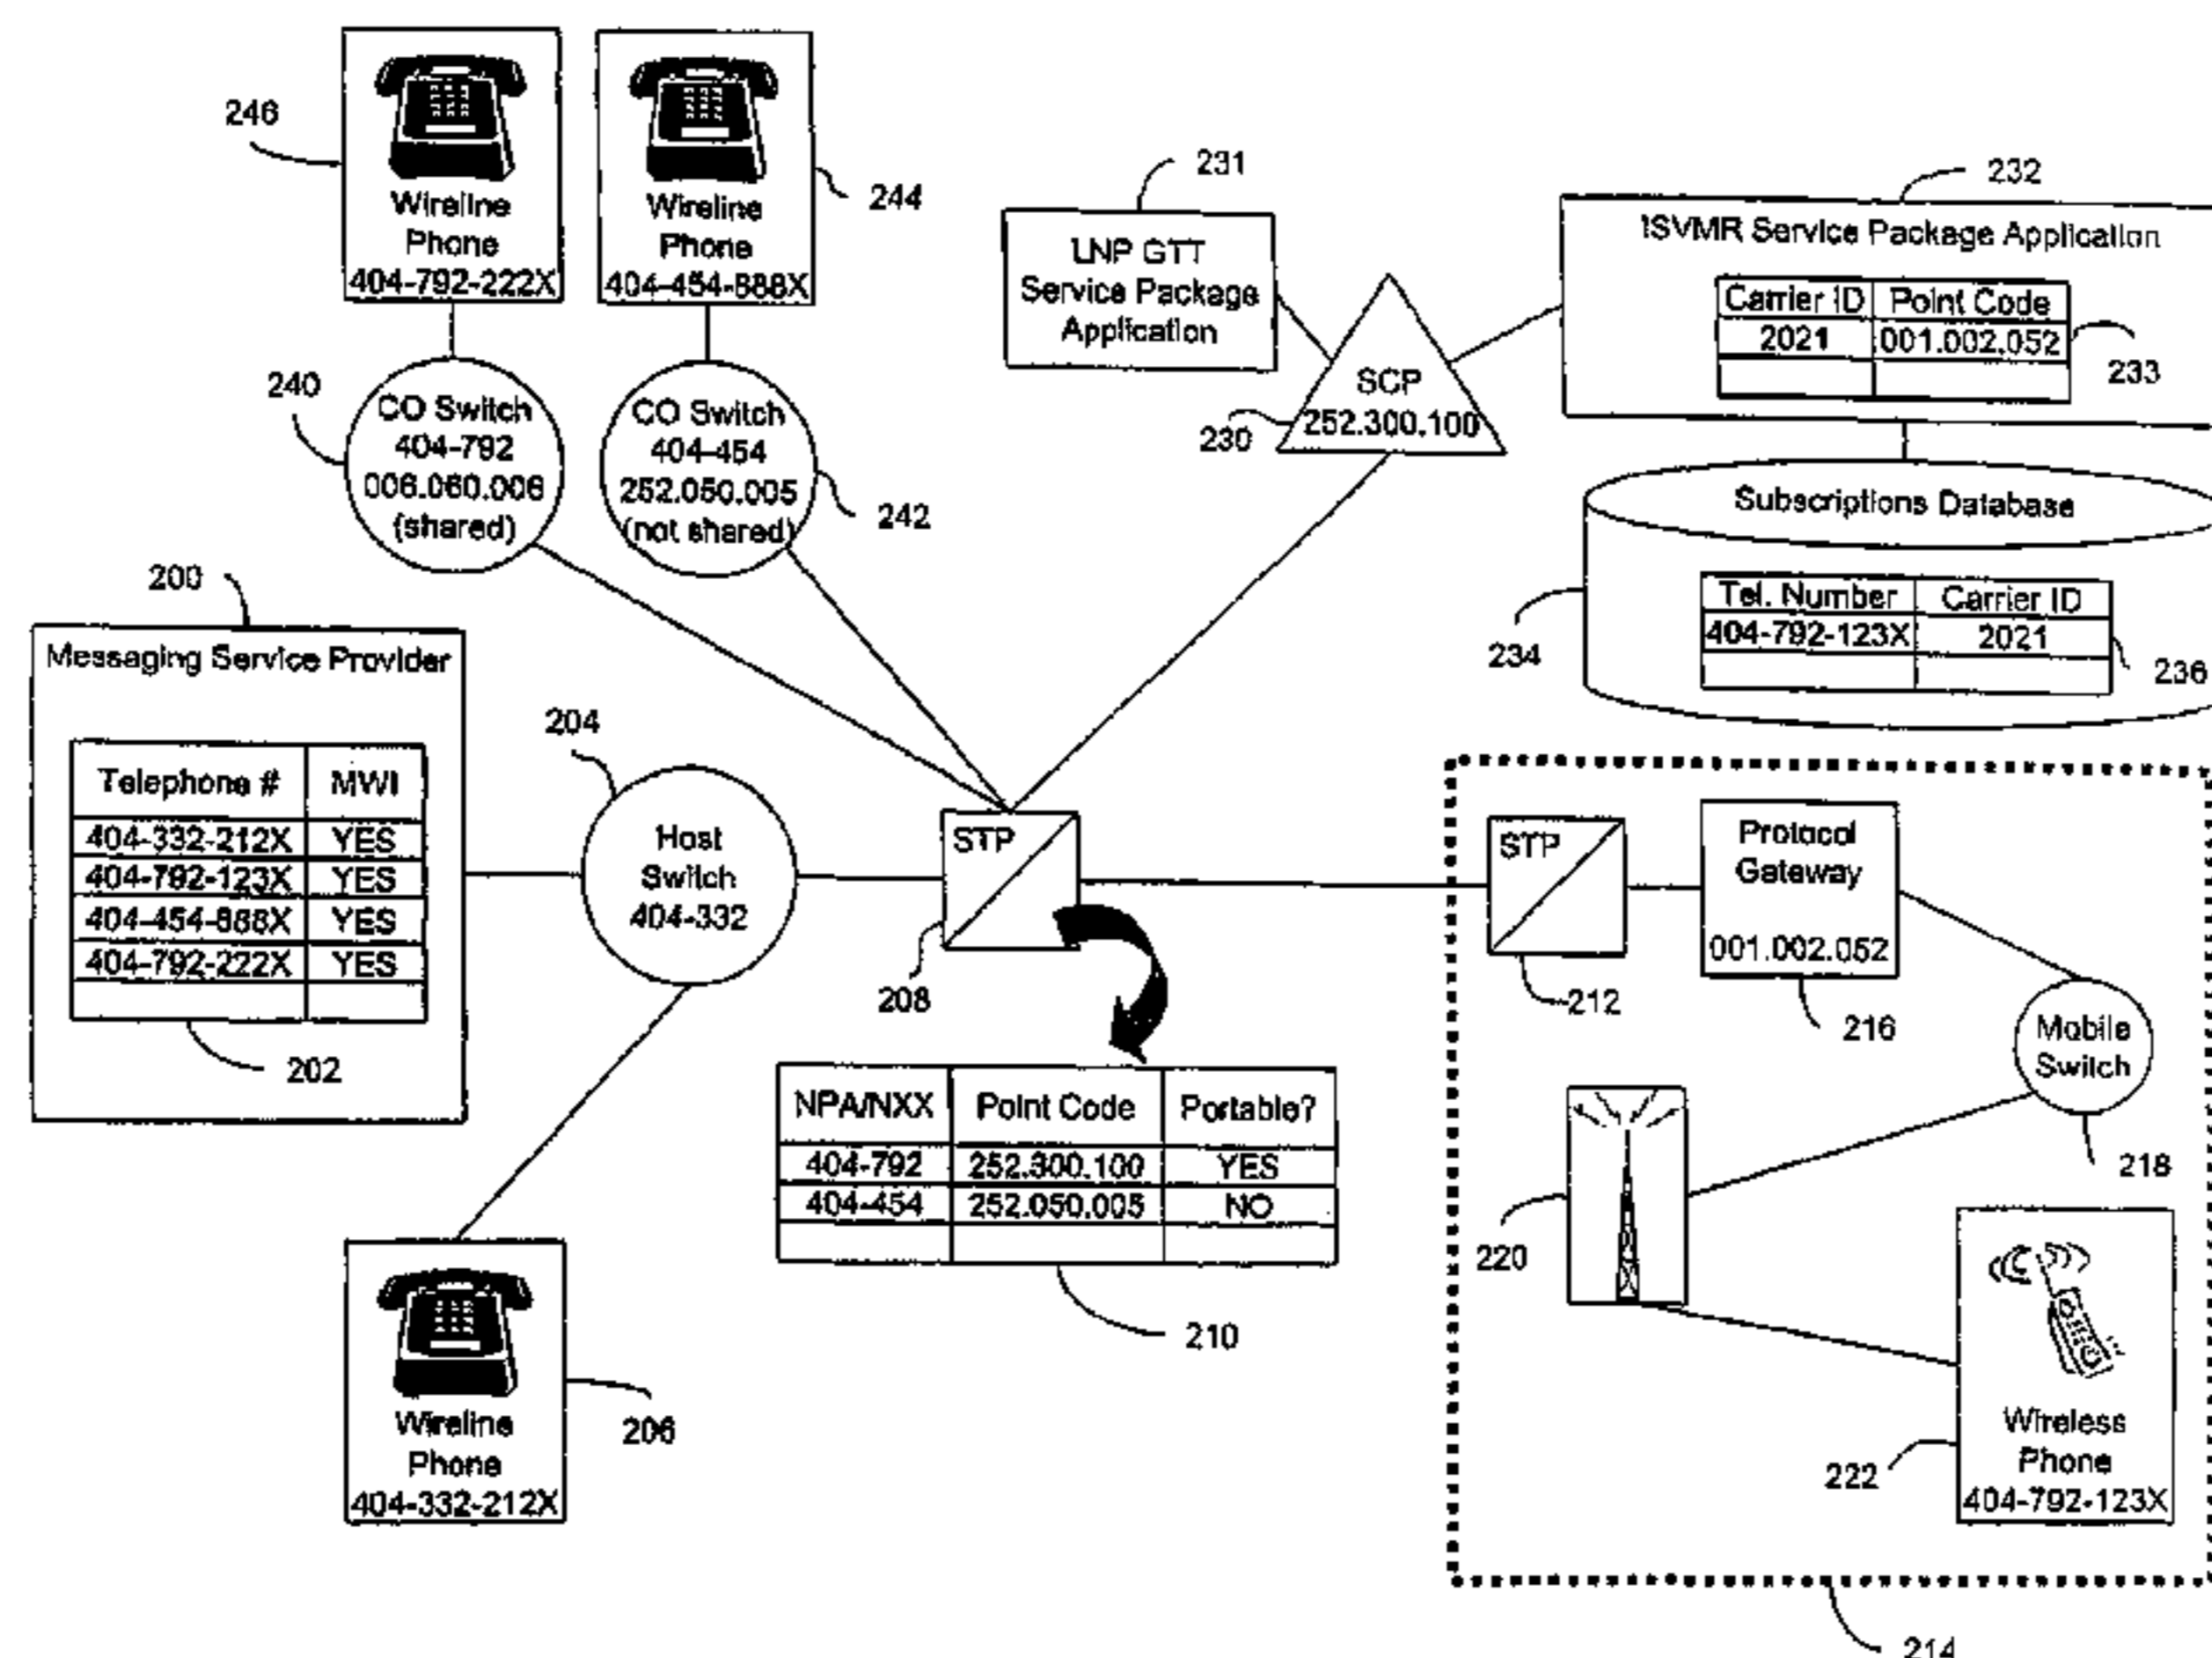 246
Wireline
Phone
404-792-222X
244
Wireline
Phone
404-454-888X
231
LNP GTT
Service Package
Application
232
ISVMR Service Package Application
Carrier ID Point Code
2021 001.002.052
233
240
CO Switch
404-792
006.060.006
(shared)
CO Switch
404-454
252.050.005
(not shared)
242
SCP
252.300.100
230
Subscriptions Database
Tel. Number Carrier ID
404-792-123X 2021
234
236
200
Messaging Service Provider
Telephone # MWI
404-332-212X YES
404-792-123X YES
404-454-888X YES
404-792-222X YES
202
204
Host
Switch
404-332
STP
208
STP
212
Protocol
Gateway
001.002.052
216
Mobile
Switch
218
NPA/NXX Point Code Portable?
404-792 252.300.100 YES
404-454 252.050.005 NO
210
220
Wireline
Phone
404-332-212X
206
Wireless
Phone
404-792-123X
222
214